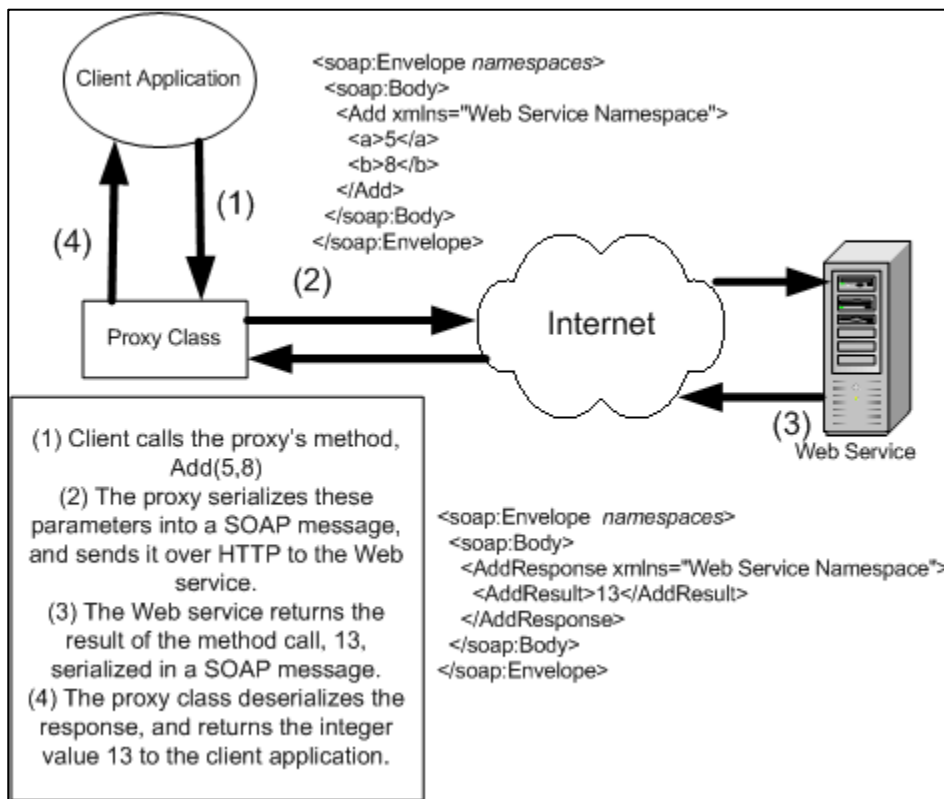 Client Application
<soap:Envelope namespaces>
<soap:Body>
<Add xmlns="Web Service Namespace">
<a>5</a>
<b>8</b>
</Add>
</soap:Body>
</soap:Envelope>
(1)
(4)
(2)
Proxy Class
Internet
(3)
Web Service
(1) Client calls the proxy's method,
Add(5,8)
(2) The proxy serializes these
parameters into a SOAP message,
and sends it over HTTP to the Web
service.
(3) The Web service returns the
result of the method call, 13,
serialized in a SOAP message.
(4) The proxy class deserializes the
response, and returns the integer
value 13 to the client application.
<soap:Envelope namespaces>
<soap:Body>
<AddResponse xmlns="Web Service Namespace">
<AddResult>13</AddResult>
</AddResponse>
</soap:Body>
</soap:Envelope>